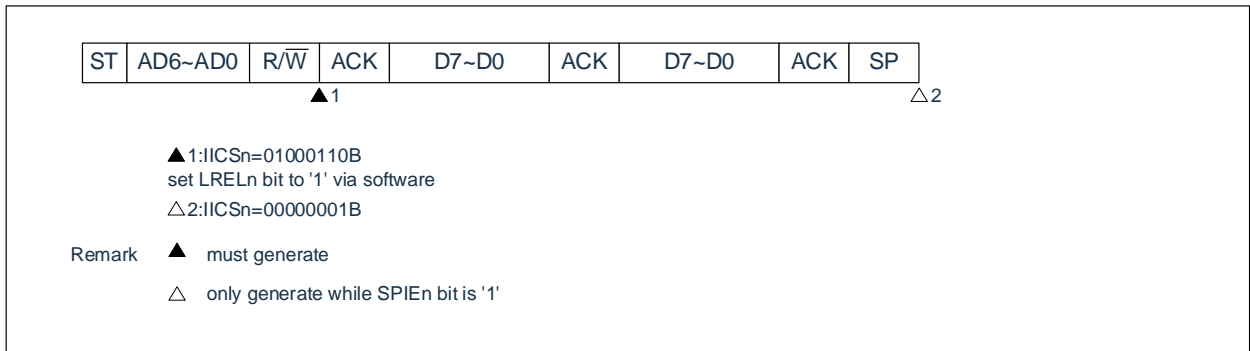 ST AD6~AD0 R/W̅ ACK D7~D0 ACK D7~D0 ACK SP
▲1 △2
▲1:IICSn=01000110B
set LRELn bit to '1' via software
△2:IICSn=00000001B
Remark ▲ must generate
△ only generate while SPIEn bit is '1'